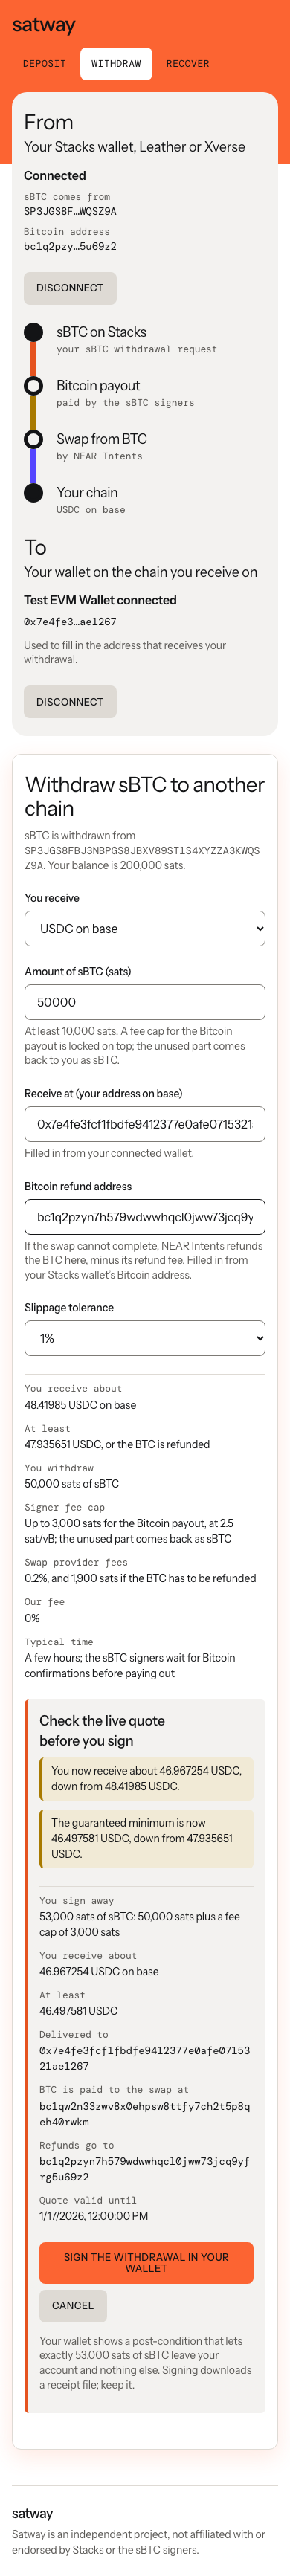 satway
DEPOSIT
WITHDRAW
RECOVER
From
Your Stacks wallet, Leather or Xverse
Connected
sBTC comes from
SP3JGS8F…WQSZ9A
Bitcoin address
bc1q2pzy…5u69z2
DISCONNECT
sBTC on Stacks
your sBTC withdrawal request
Bitcoin payout
paid by the sBTC signers
Swap from BTC
by NEAR Intents
Your chain
USDC on base
To
Your wallet on the chain you receive on
Test EVM Wallet connected
0x7e4fe3…ae1267
Used to fill in the address that receives your
withdrawal.
DISCONNECT
Withdraw sBTC to another
chain
sBTC is withdrawn from
SP3JGS8FBJ3NBPGS8JBXV89ST1S4XYZZA3KWQS
Z9A. Your balance is 200,000 sats.
You receive
USDC on base
Amount of sBTC (sats)
50000
At least 10,000 sats. A fee cap for the Bitcoin
payout is locked on top; the unused part comes
back to you as sBTC.
Receive at (your address on base)
0x7e4fe3fcf1fbdfe9412377e0afe0715321
Filled in from your connected wallet.
Bitcoin refund address
bc1q2pzyn7h579wdwwhqcl0jww73jcq9y
If the swap cannot complete, NEAR Intents refunds
the BTC here, minus its refund fee. Filled in from
your Stacks wallet's Bitcoin address.
Slippage tolerance
1%
You receive about
48.41985 USDC on base
At least
47.935651 USDC, or the BTC is refunded
You withdraw
50,000 sats of sBTC
Signer fee cap
Up to 3,000 sats for the Bitcoin payout, at 2.5
sat/vB; the unused part comes back as sBTC
Swap provider fees
0.2%, and 1,900 sats if the BTC has to be refunded
Our fee
0%
Typical time
A few hours; the sBTC signers wait for Bitcoin
confirmations before paying out
Check the live quote
before you sign
You now receive about 46.967254 USDC,
down from 48.41985 USDC.
The guaranteed minimum is now
46.497581 USDC, down from 47.935651
USDC.
You sign away
53,000 sats of sBTC: 50,000 sats plus a fee
cap of 3,000 sats
You receive about
46.967254 USDC on base
At least
46.497581 USDC
Delivered to
0x7e4fe3fcf1fbdfe9412377e0afe07153
21ae1267
BTC is paid to the swap at
bc1qw2n33zwv8x0ehpsw8ttfy7ch2t5p8q
eh40rwkm
Refunds go to
bc1q2pzyn7h579wdwwhqcl0jww73jcq9yf
rg5u69z2
Quote valid until
1/17/2026, 12:00:00 PM
SIGN THE WITHDRAWAL IN YOUR
WALLET
CANCEL
Your wallet shows a post-condition that lets
exactly 53,000 sats of sBTC leave your
account and nothing else. Signing downloads
a receipt file; keep it.
satway
Satway is an independent project, not affiliated with or
endorsed by Stacks or the sBTC signers.